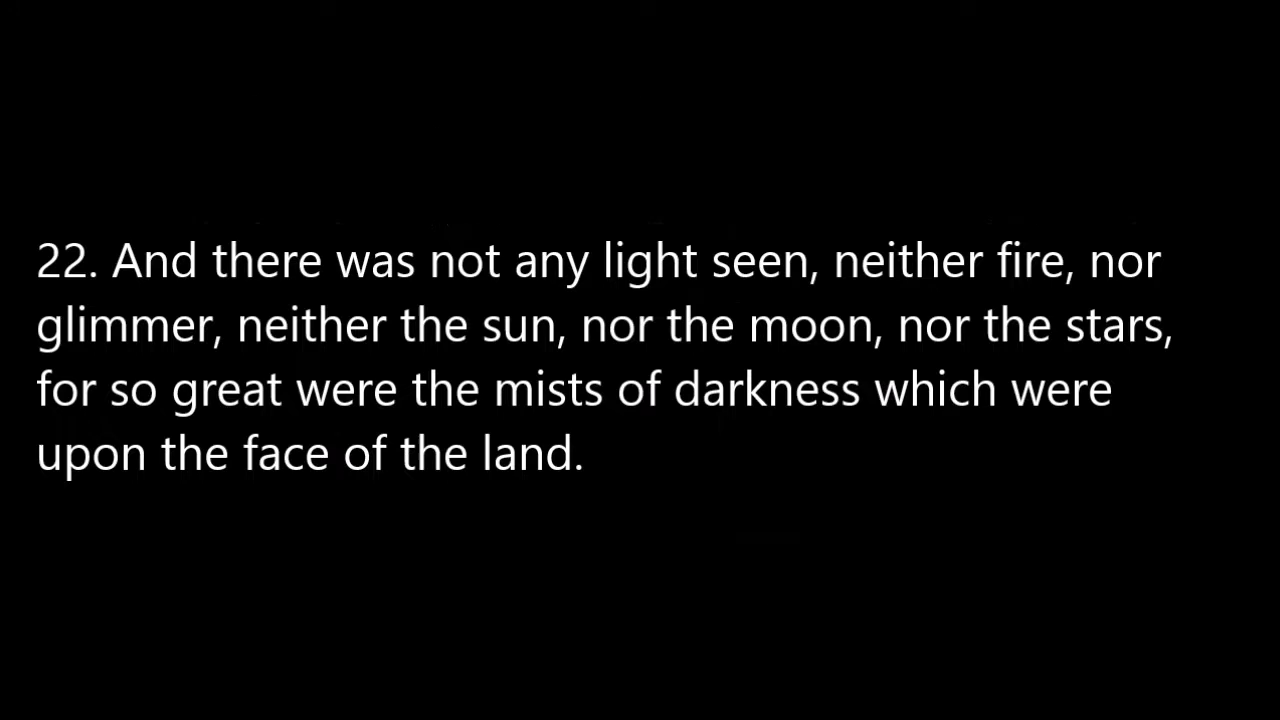 22. And there was not any light seen, neither fire, nor
glimmer, neither the sun, nor the moon, nor the stars,
for so great were the mists of darkness which were
upon the face of the land.